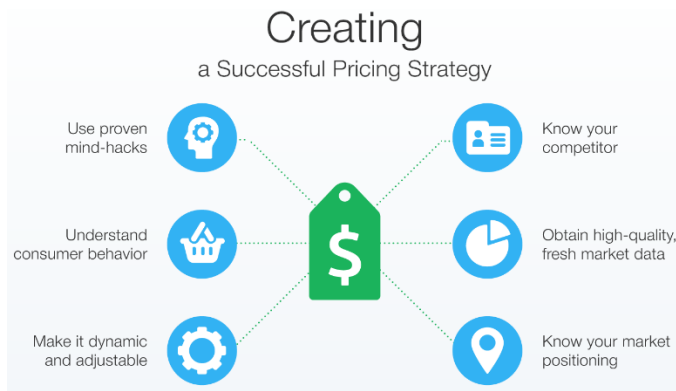 Creating
a Successful Pricing Strategy
Use proven
mind-hacks
Understand
consumer behavior
Make it dynamic
and adjustable
$
Know your
competitor
Obtain high-quality,
fresh market data
Know your market
positioning